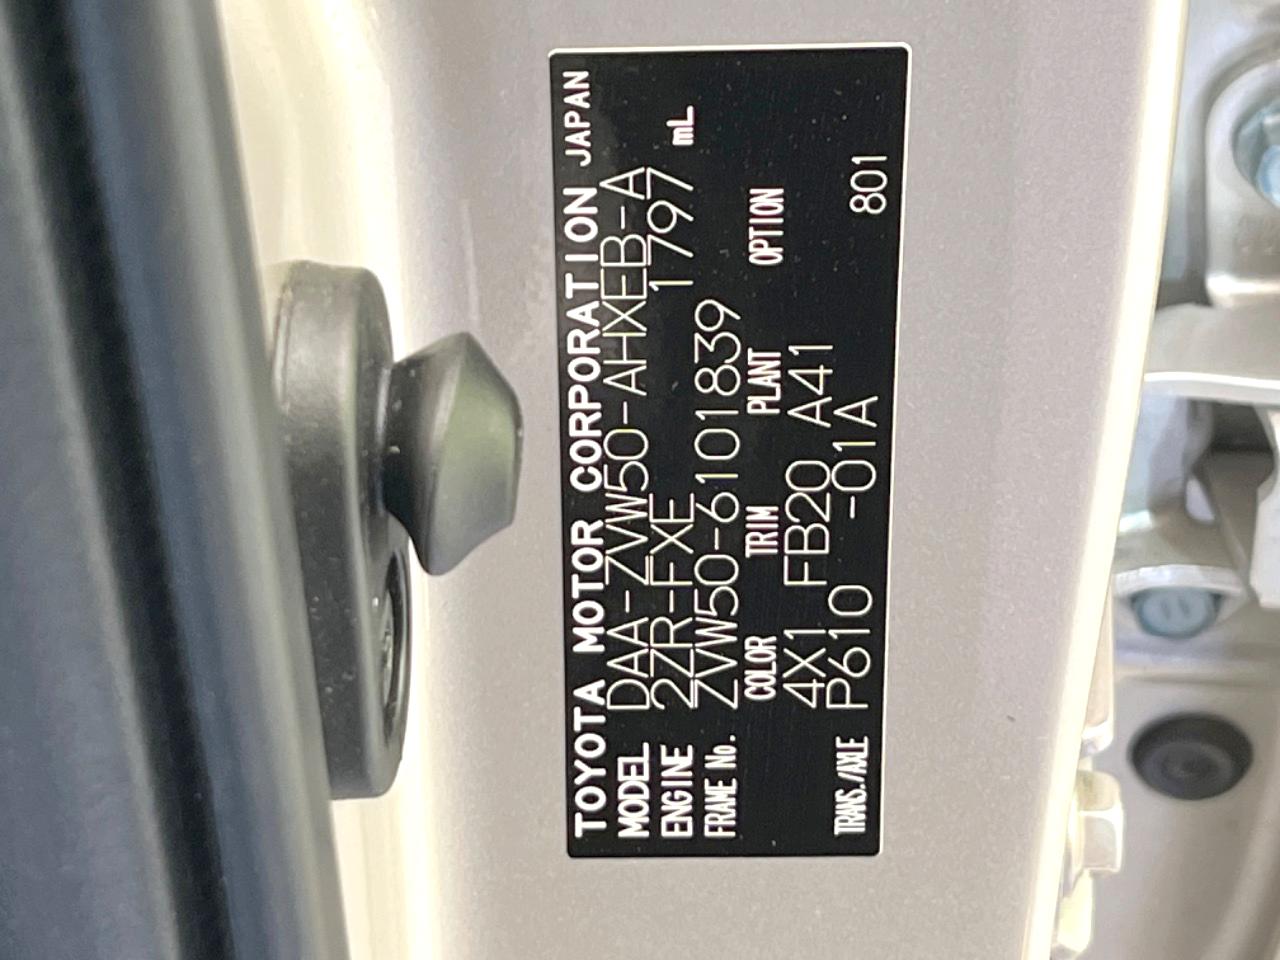 TOYOTA MOTOR CORPORATION JAPAN
MODEL DAA-ZVW50-AHXEB-A
ENGINE 2ZR-FXE 1797 mL
FRAME No. ZVW50-6101839
COLOR TRIM PLANT OPTION
4X1 FB20 A41
TRANS./AXLE P610 -01A 801